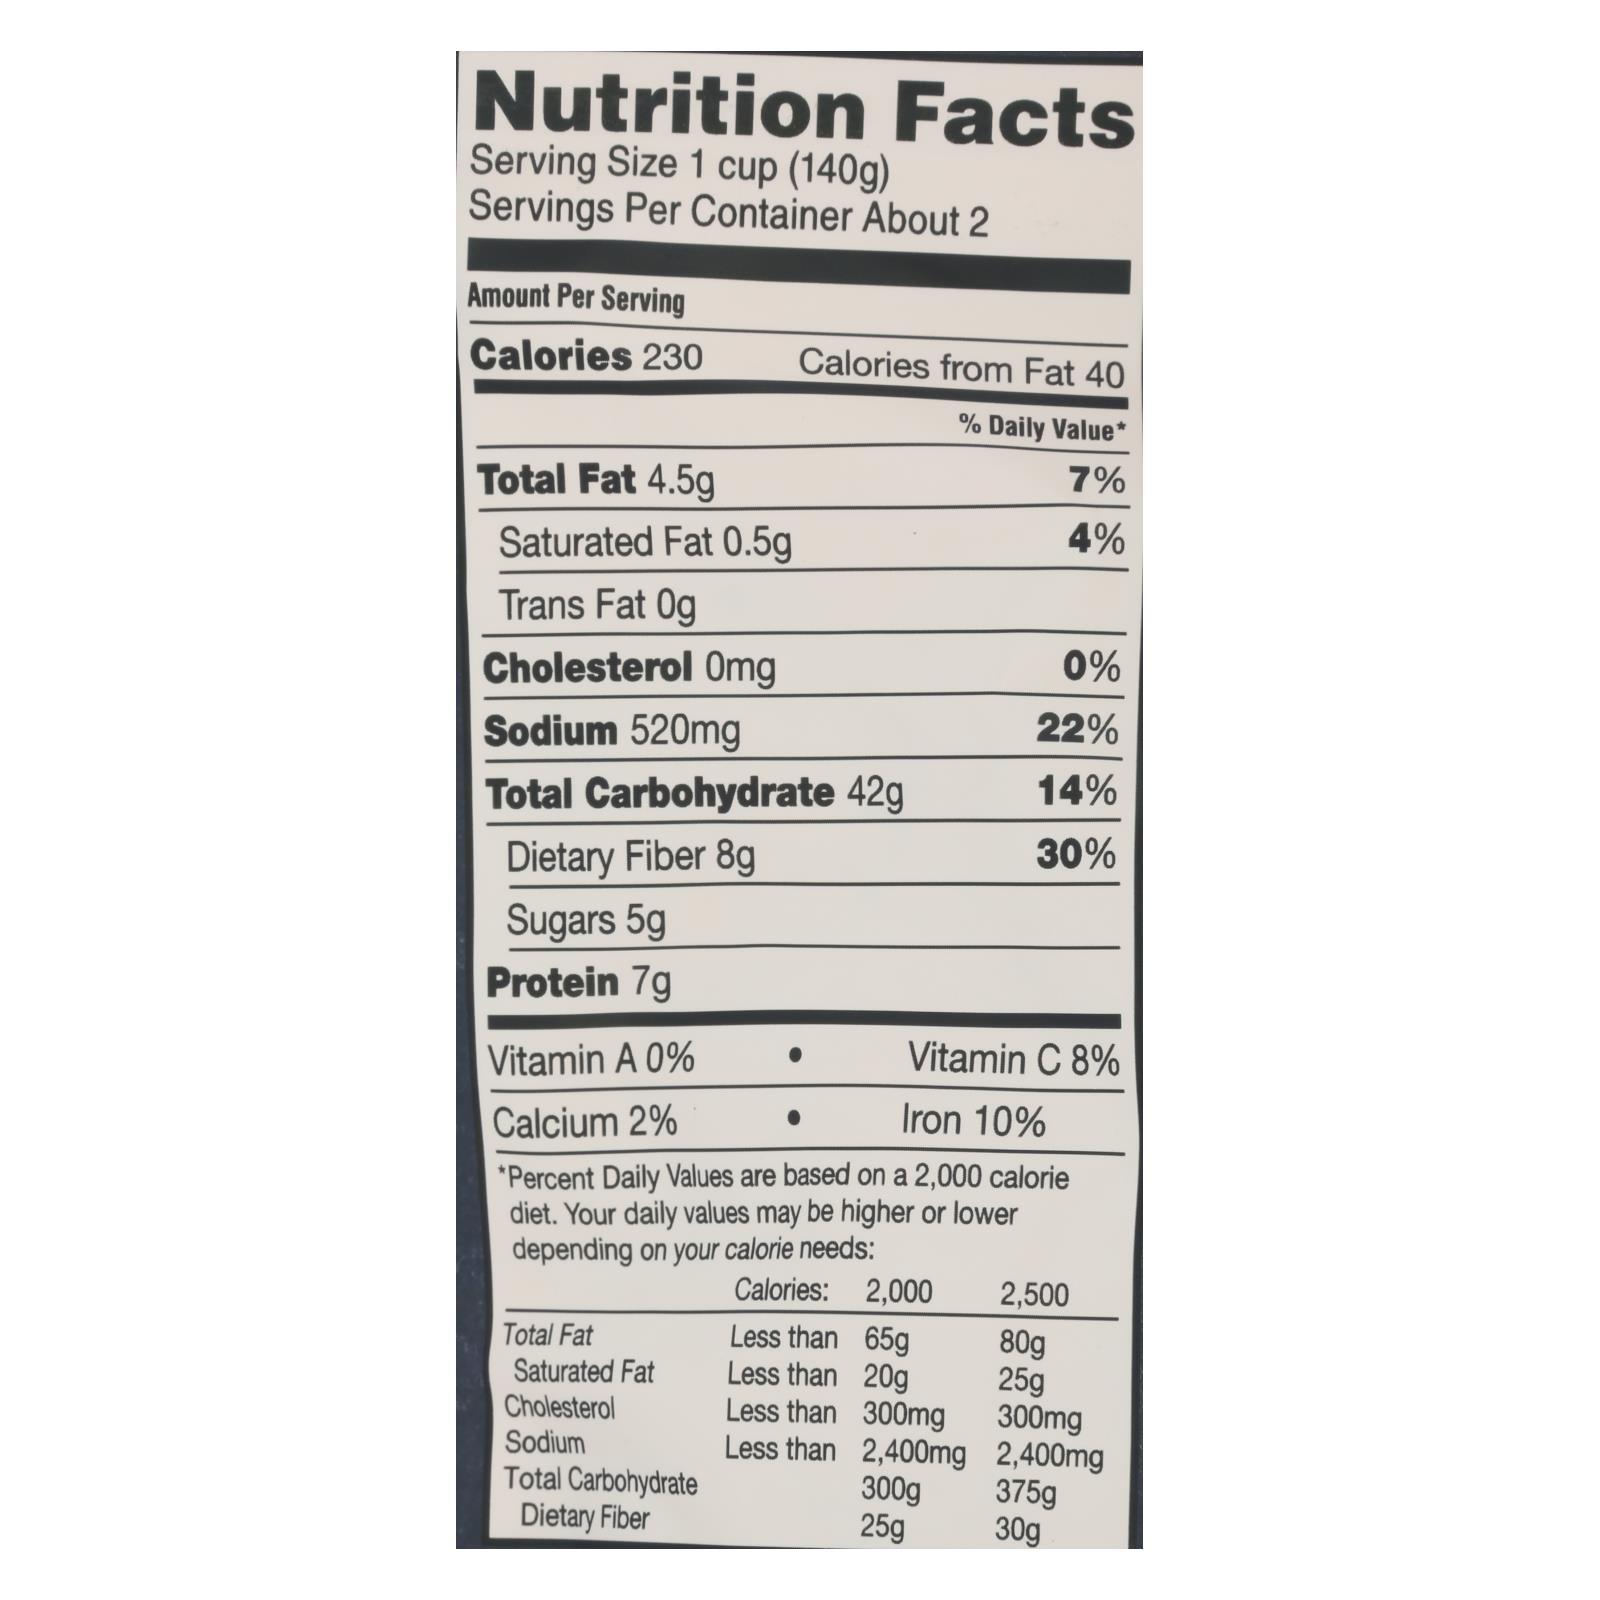 Nutrition Facts
Serving Size 1 cup (140g)
Servings Per Container About 2
Amount Per Serving
Calories 230 Calories from Fat 40
% Daily Value*
Total Fat 4.5g 7%
Saturated Fat 0.5g 4%
Trans Fat 0g
Cholesterol 0mg 0%
Sodium 520mg 22%
Total Carbohydrate 42g 14%
Dietary Fiber 8g 30%
Sugars 5g
Protein 7g
Vitamin A 0% • Vitamin C 8%
Calcium 2% • Iron 10%
*Percent Daily Values are based on a 2,000 calorie
diet. Your daily values may be higher or lower
depending on your calorie needs:
Calories: 2,000 2,500
Total Fat Less than 65g 80g
Saturated Fat Less than 20g 25g
Cholesterol Less than 300mg 300mg
Sodium Less than 2,400mg 2,400mg
Total Carbohydrate 300g 375g
Dietary Fiber 25g 30g